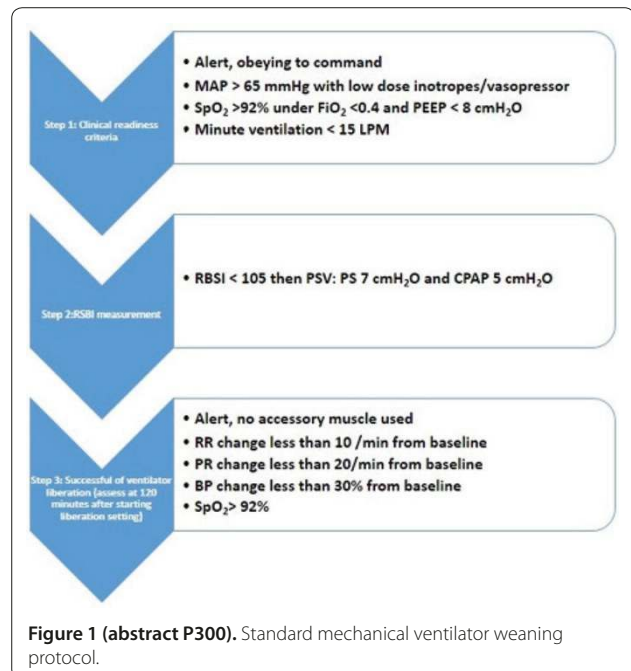 Step 1: Clinical readiness
criteria
• Alert, obeying to command
• MAP > 65 mmHg with low dose inotropes/vasopressor
• SpO₂ >92% under FiO₂ <0.4 and PEEP < 8 cmH₂O
• Minute ventilation < 15 LPM
Step 2:RSBI measurement
• RBSI < 105 then PSV: PS 7 cmH₂O and CPAP 5 cmH₂O
Step 3: Successful of ventilator
liberation (assess at 120
minutes after starting
liberation setting)
• Alert, no accessory muscle used
• RR change less than 10 /min from baseline
• PR change less than 20/min from baseline
• BP change less than 30% from baseline
• SpO₂> 92%
Figure 1 (abstract P300). Standard mechanical ventilator weaning
protocol.